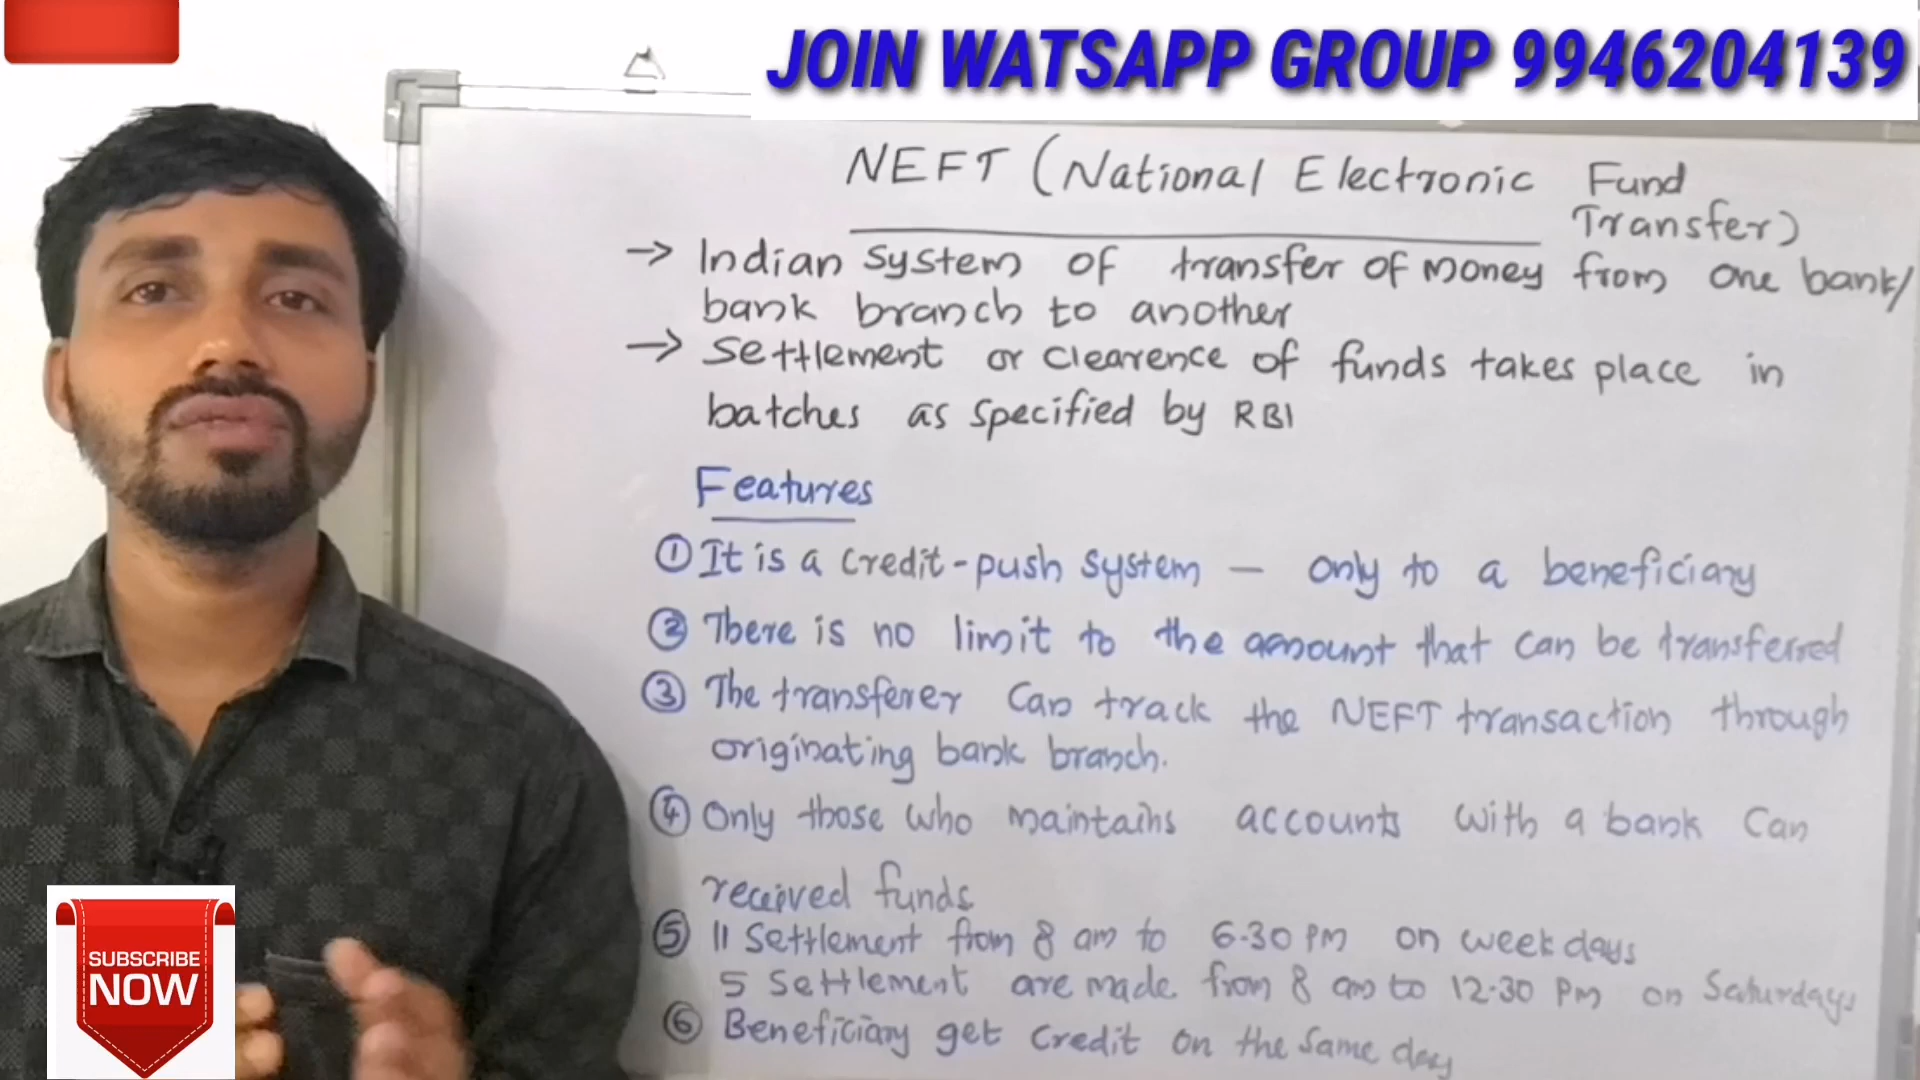 JOIN WATSAPP GROUP 9946204139
NEFT (National Electronic Fund
Transfer)
→ Indian system of transfer of money from one bank/
bank branch to another
→ Settlement or clearence of funds takes place in
batches as specified by RBI
Features
① It is a credit-push system — only to a beneficiary
② There is no limit to the amount that can be transferred
③ The transferer can track the NEFT transaction through
originating bank branch.
④ Only those who maintains accounts with a bank can
received funds
⑤ 11 settlement from 8 am to 6.30 PM on weekdays
5 settlement are made from 8 am to 12.30 Pm on Saturdays
⑥ Beneficiary get credit on the same day
SUBSCRIBE
NOW